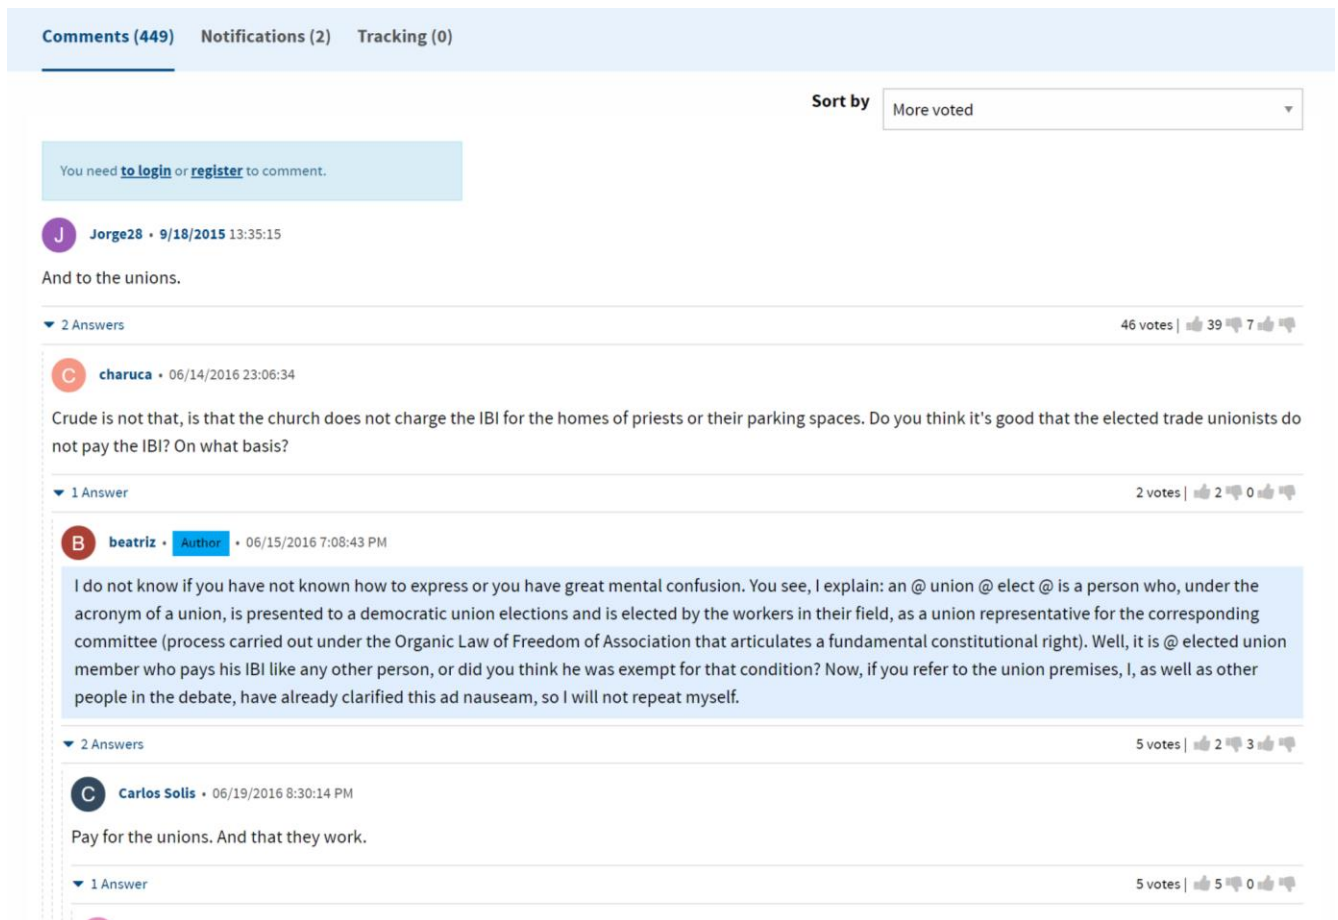 Comments (449) Notifications (2) Tracking (0)
Sort by More voted
You need to login or register to comment.
J Jorge28 • 9/18/2015 13:35:15
And to the unions.
2 Answers 46 votes | 39 7
C charuca • 06/14/2016 23:06:34
Crude is not that, is that the church does not charge the IBI for the homes of priests or their parking spaces. Do you think it's good that the elected trade unionists do
not pay the IBI? On what basis?
1 Answer 2 votes | 2 0
B beatriz • Author • 06/15/2016 7:08:43 PM
I do not know if you have not known how to express or you have great mental confusion. You see, I explain: an @ union @ elect @ is a person who, under the
acronym of a union, is presented to a democratic union elections and is elected by the workers in their field, as a union representative for the corresponding
committee (process carried out under the Organic Law of Freedom of Association that articulates a fundamental constitutional right). Well, it is @ elected union
member who pays his IBI like any other person, or did you think he was exempt for that condition? Now, if you refer to the union premises, I, as well as other
people in the debate, have already clarified this ad nauseam, so I will not repeat myself.
2 Answers 5 votes | 2 3
C Carlos Solis • 06/19/2016 8:30:14 PM
Pay for the unions. And that they work.
1 Answer 5 votes | 5 0